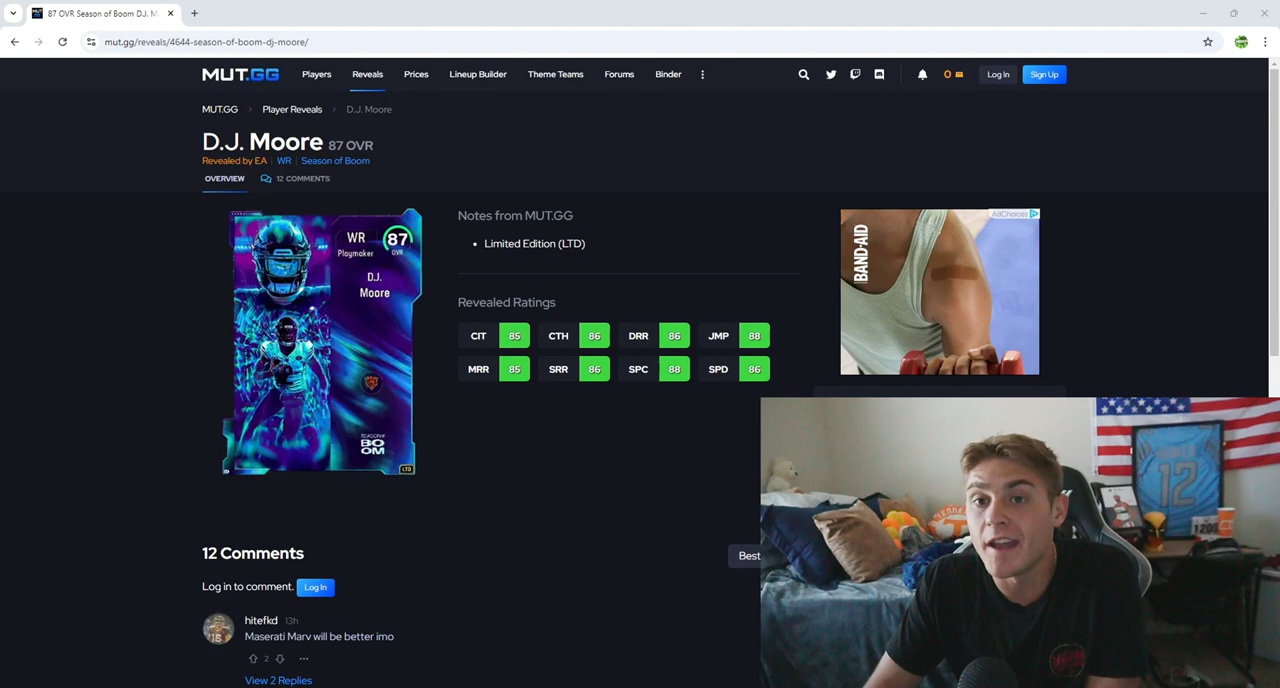 87 OVR Season of Boom D.J. M
mut.gg/reveals/4644-season-of-boom-dj-moore/
MUT.GG
Players
Reveals
Prices
Lineup Builder
Theme Teams
Forums
Binder
0
Log In
Sign Up
MUT.GG > Player Reveals > D.J. Moore
D.J. Moore 87 OVR
Revealed by EA | WR | Season of Boom
OVERVIEW
12 COMMENTS
WR
Playmaker
87
OVR
D.J.
Moore
BOOM
LTD
Notes from MUT.GG
• Limited Edition (LTD)
Revealed Ratings
CIT 85 CTH 86 DRR 86 JMP 88
MRR 85 SRR 86 SPC 88 SPD 86
AdChoices
BAND-AID
12 Comments
Best
Log in to comment. Log In
hitefkd 13h
Maserati Marv will be better imo
2
View 2 Replies
12